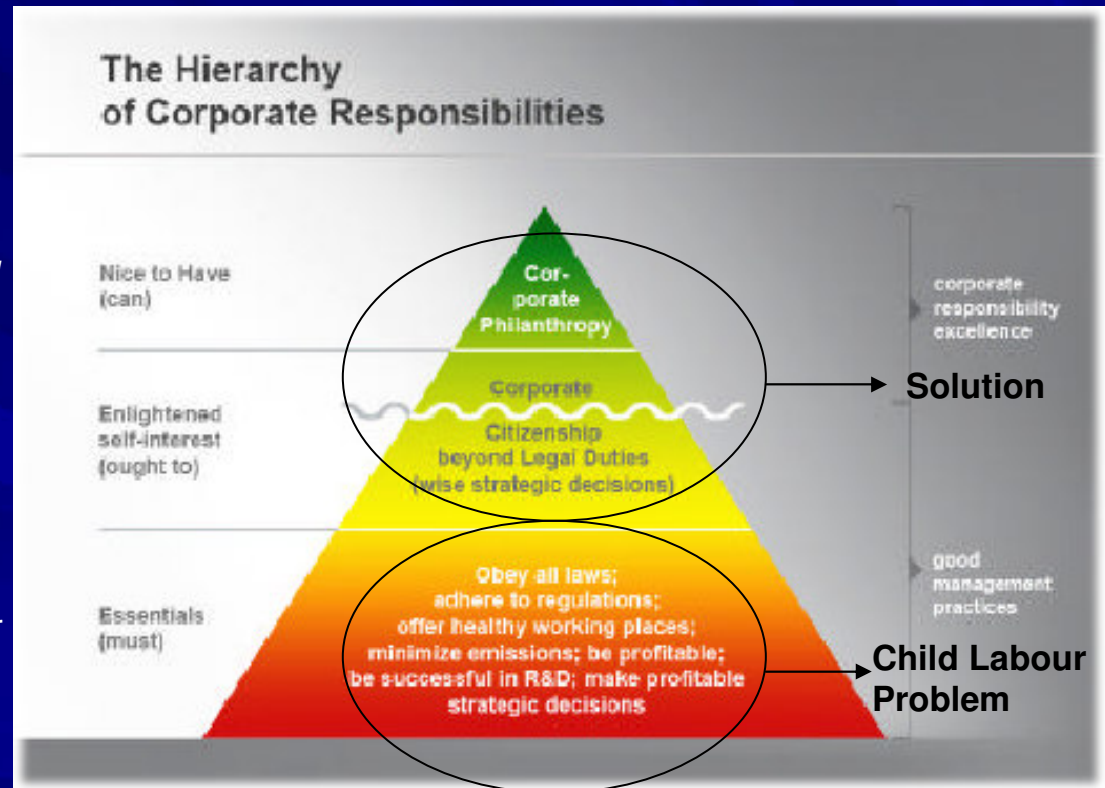 The Hierarchy
of Corporate Responsibilities
Nice to Have
(can)
Cor-
porate
Philanthropy
corporate
responsibility
excellence
Solution
Enlightened
self-interest
(ought to)
Corporate
Citizenship
beyond Legal Duties
(wise strategic decisions)
Essentials
(must)
Obey all laws;
adhere to regulations;
offer healthy working places;
minimize emissions; be profitable;
be successful in R&D; make profitable
strategic decisions
good
management
practices
Child Labour
Problem